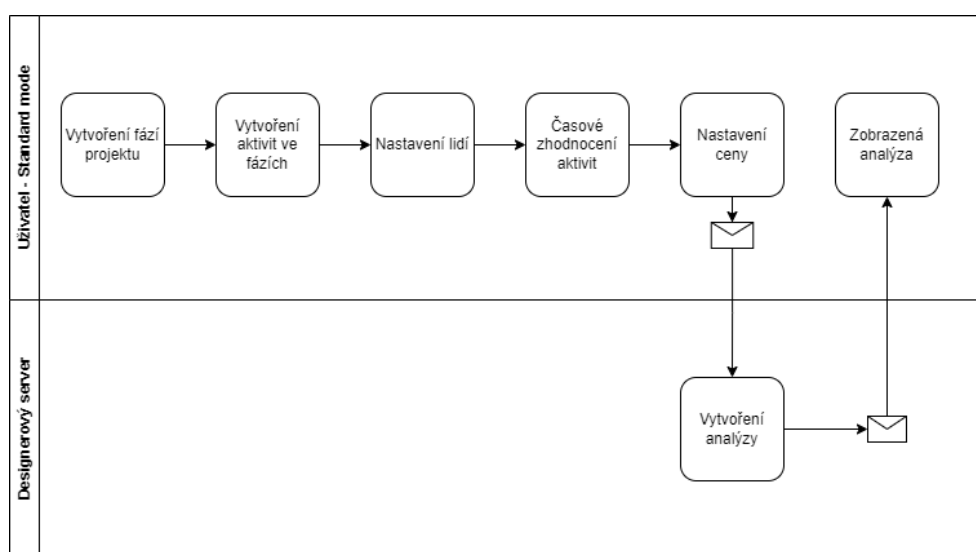 Uživatel - Standard mode
Vytvoření fází
projektu
Vytvoření
aktivit ve
fázích
Nastavení lidí
Časové
zhodnocení
aktivit
Nastavení
ceny
Zobrazená
analýza
Designerový server
Vytvoření
analýzy